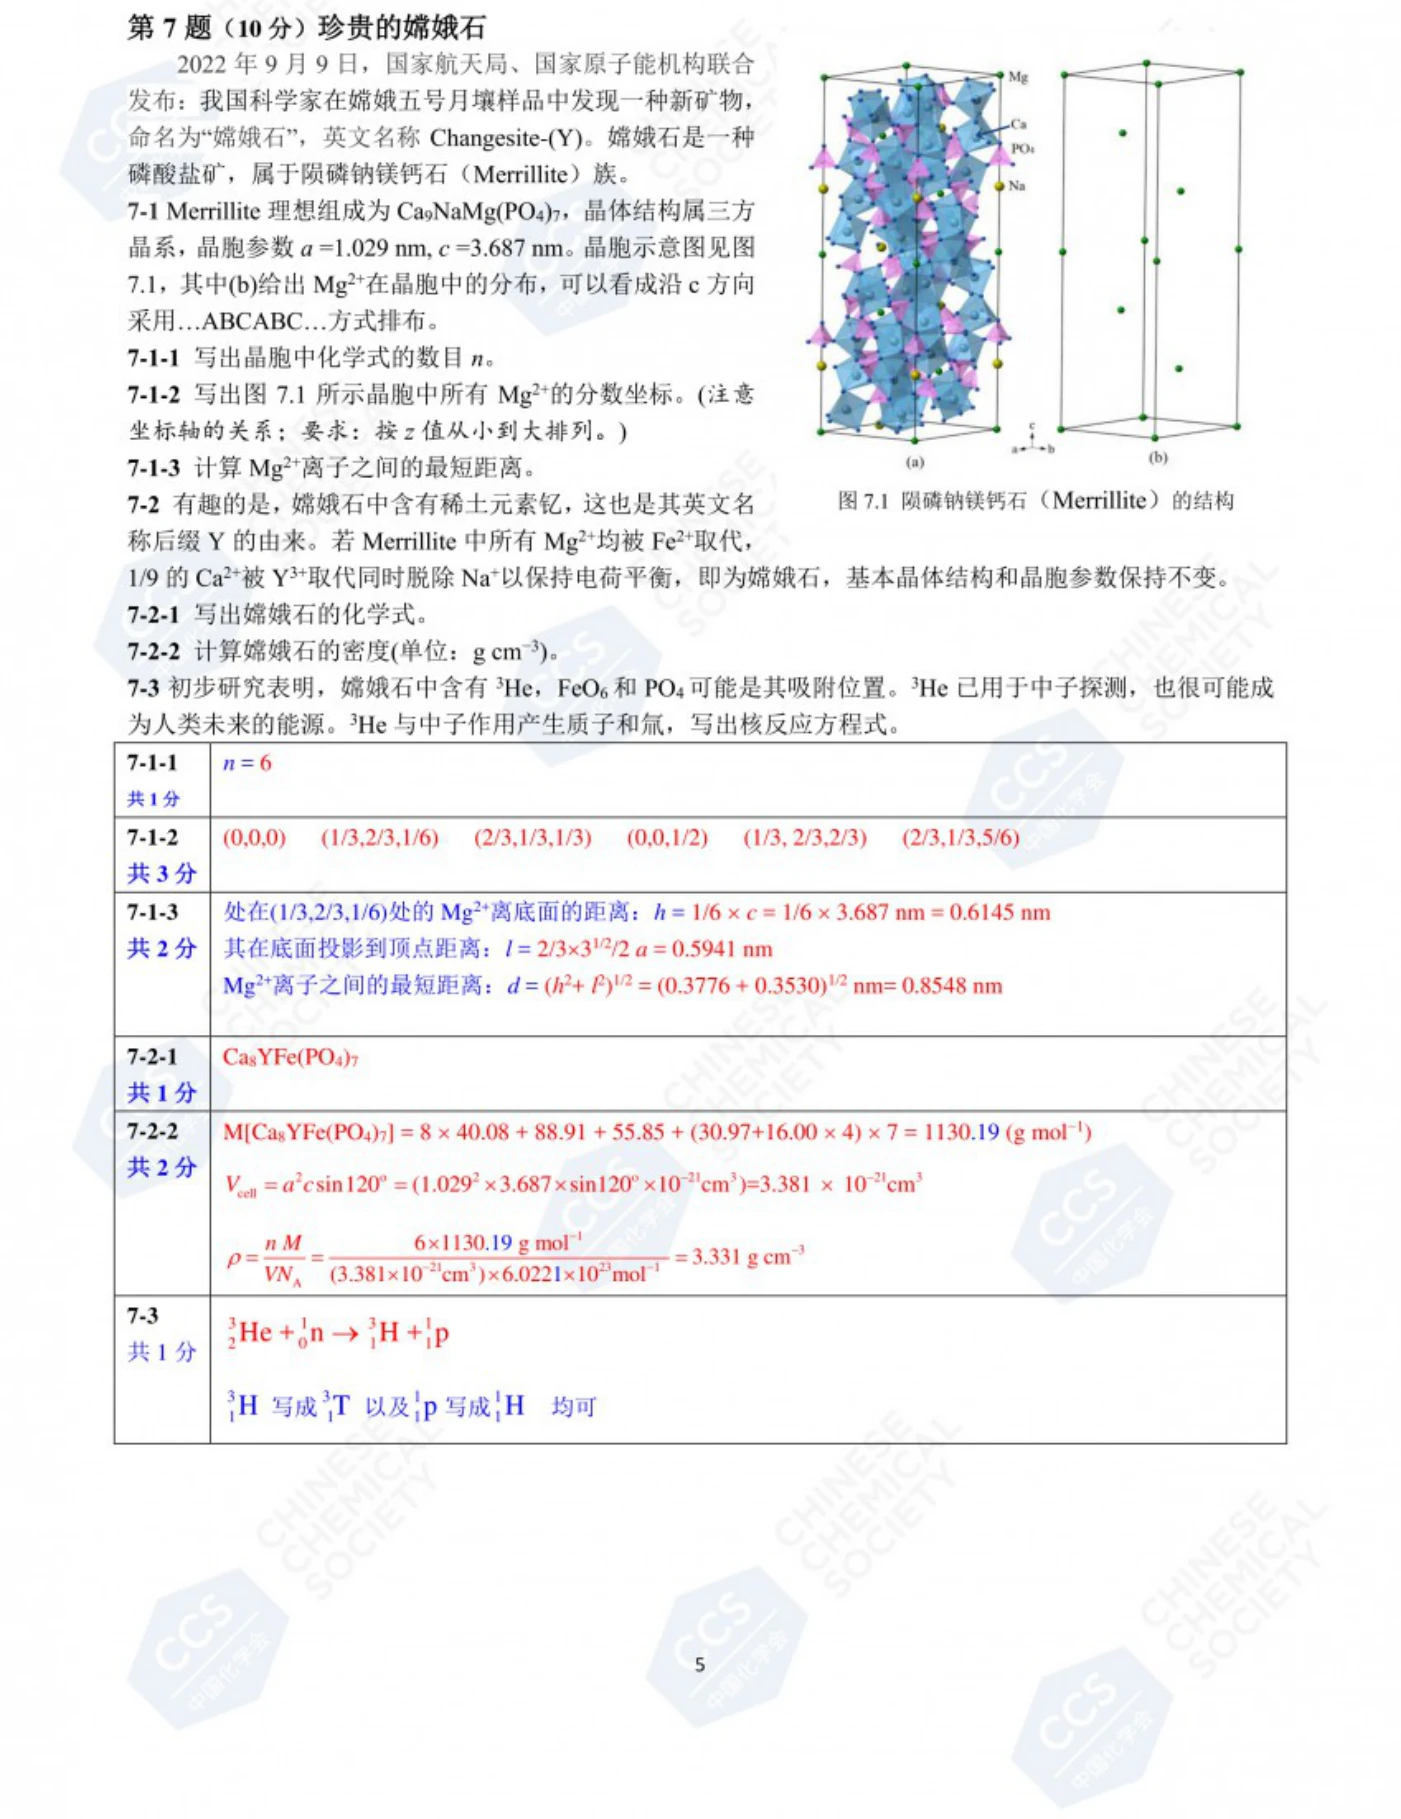 第 7 题（10 分）珍贵的嫦娥石
2022 年 9 月 9 日，国家航天局、国家原子能机构联合
发布：我国科学家在嫦娥五号月壤样品中发现一种新矿物，
命名为“嫦娥石”，英文名称 Changesite-(Y)。嫦娥石是一种
磷酸盐矿，属于陨磷钠镁钙石（Merrillite）族。
7-1 Merrillite 理想组成为 Ca₉NaMg(PO₄)₇，晶体结构属三方
晶系，晶胞参数 a =1.029 nm, c =3.687 nm。晶胞示意图见图
7.1，其中(b)给出 Mg²⁺在晶胞中的分布，可以看成沿 c 方向
采用…ABCABC…方式排布。
7-1-1 写出晶胞中化学式的数目 n。
7-1-2 写出图 7.1 所示晶胞中所有 Mg²⁺的分数坐标。(注意
坐标轴的关系；要求：按 z 值从小到大排列。)
7-1-3 计算 Mg²⁺离子之间的最短距离。
Mg
Ca
PO₄
Na
c
a b
(a)
(b)
图 7.1 陨磷钠镁钙石（Merrillite）的结构
7-2 有趣的是，嫦娥石中含有稀土元素钇，这也是其英文名
称后缀 Y 的由来。若 Merrillite 中所有 Mg²⁺均被 Fe²⁺取代，
1/9 的 Ca²⁺被 Y³⁺取代同时脱除 Na⁺以保持电荷平衡，即为嫦娥石，基本晶体结构和晶胞参数保持不变。
7-2-1 写出嫦娥石的化学式。
7-2-2 计算嫦娥石的密度(单位：g cm⁻³)。
7-3 初步研究表明，嫦娥石中含有 ³He，FeO₆ 和 PO₄ 可能是其吸附位置。³He 已用于中子探测，也很可能成
为人类未来的能源。³He 与中子作用产生质子和氚，写出核反应方程式。
7-1-1 n = 6
共 1 分
7-1-2 (0,0,0) (1/3,2/3,1/6) (2/3,1/3,1/3) (0,0,1/2) (1/3, 2/3,2/3) (2/3,1/3,5/6)
共 3 分
7-1-3 处在(1/3,2/3,1/6)处的 Mg²⁺离底面的距离：h = 1/6 × c = 1/6 × 3.687 nm = 0.6145 nm
共 2 分 其在底面投影到顶点距离：l = 2/3×3^{1/2}/2 a = 0.5941 nm
Mg²⁺离子之间的最短距离：d = (h²+ l²)^{1/2} = (0.3776 + 0.3530)^{1/2} nm= 0.8548 nm
7-2-1 Ca₈YFe(PO₄)₇
共 1 分
7-2-2 M[Ca₈YFe(PO₄)₇] = 8 × 40.08 + 88.91 + 55.85 + (30.97+16.00 × 4) × 7 = 1130.19 (g mol⁻¹)
共 2 分
V_cell = a²c sin120° = (1.029² × 3.687 × sin120° × 10⁻²¹cm³)=3.381 × 10⁻²¹cm³
ρ = n M / VN_A = 6×1130.19 g mol⁻¹ / (3.381×10⁻²¹cm³)×6.0221×10²³mol⁻¹ = 3.331 g cm⁻³
7-3 ³₂He + ¹₀n → ³₁H + ¹₁p
共 1 分
³₁H 写成 ³₁T 以及 ¹₁p 写成 ¹₁H 均可
5
CCS
中国化学会
CHINESE
CHEMICAL
SOCIETY